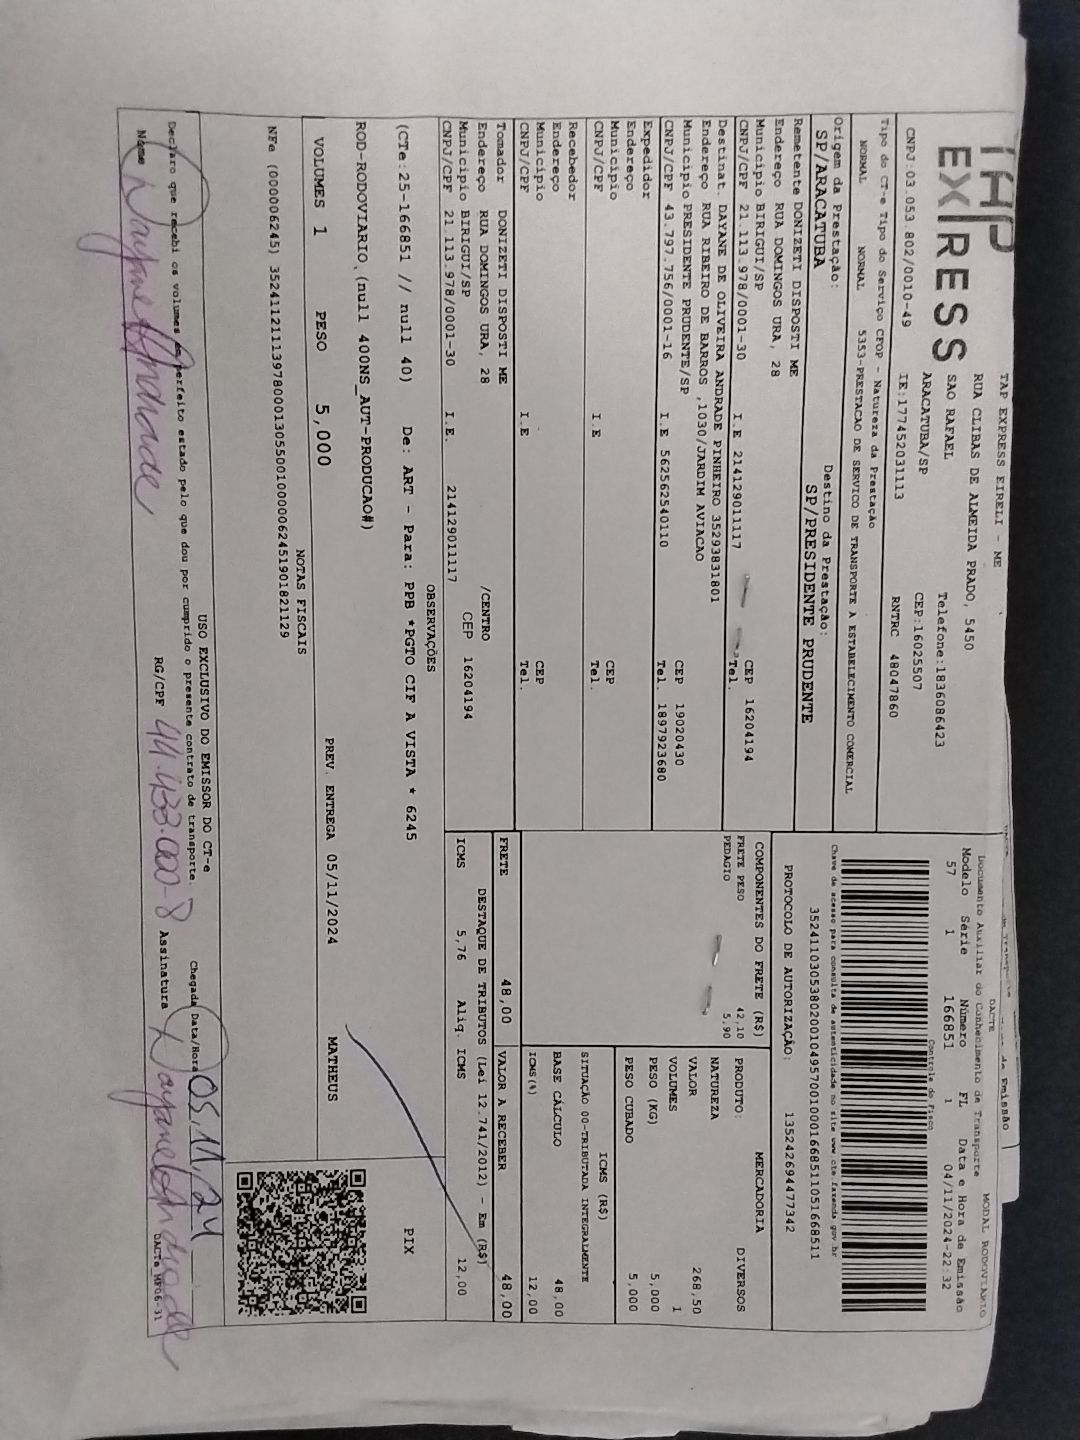 TAP EXPRESS
TAP EXPRESS EIRELI - ME
RUA CLIBAS DE ALMEIDA PRADO, 5450
SAO RAFAEL
Telefone:1836086423
ARACATUBA/SP
CEP:16025507
CNPJ:03.053.802/0010-49
IE:177452031113
RNTRC 48047860
DACTE
MODAL RODOVIARIO
Documento Auxiliar do Conhecimento de Transporte
Modelo Série Número FL Data e Hora de Emissão
57 1 166851 1 04/11/2024-22:32
Controle do Fisco
Chave de acesso para consulta de autenticidade no site www.cte.fazenda.gov.br
PROTOCOLO DE AUTORIZAÇÃO: 135242694477342
Tipo do CT-e Tipo do Serviço CFOP - Natureza da Prestação
NORMAL NORMAL 5353-PRESTACAO DE SERVICO DE TRANSPORTE A ESTABELECIMENTO COMERCIAL
Origem da Prestação: Destino da Prestação:
SP/ARACATUBA SP/PRESIDENTE PRUDENTE
Remetente DONIZETI DISPOSTI ME
Endereço RUA DOMINGOS URA, 28
Município BIRIGUI/SP CEP 16204194
CNPJ/CPF 21.113.978/0001-30 I.E 214129011117 Tel.
Destinat. DAYANE DE OLIVEIRA ANDRADE PINHEIRO 35293831801
Endereço RUA RIBEIRO DE BARROS ,1030/JARDIM AVIACAO
Município PRESIDENTE PRUDENTE/SP CEP 19020430
CNPJ/CPF 43.797.756/0001-16 I.E 562562540110 Tel. 1897923680
Expedidor
Endereço
Município CEP
CNPJ/CPF I.E Tel.
Recebedor
Endereço
Município CEP
CNPJ/CPF I.E Tel.
Tomador DONIZETI DISPOSTI ME
Endereço RUA DOMINGOS URA, 28 /CENTRO
Município BIRIGUI/SP CEP 16204194
CNPJ/CPF 21.113.978/0001-30 I.E. 214129011117
COMPONENTES DO FRETE (R$)
FRETE PESO 42,10
PEDAGIO 5,90
MERCADORIA
PRODUTO: DIVERSOS
NATUREZA
VALOR 268,50
VOLUMES 1
PESO (KG) 5,000
PESO CUBADO 5,000
ICMS (R$)
SITUAÇÃO 00-TRIBUTADA INTEGRALMENTE
BASE CÁLCULO 48,00
ICMS(%) 12,00
FRETE 48,00 VALOR A RECEBER 48,00
DESTAQUE DE TRIBUTOS (Lei 12.741/2012) - Em (R$)
ICMS 5,76 Aliq. ICMS 12,00
OBSERVAÇÕES
(CTe:25-166851 // null 40) De: ART - Para: PPB *PGTO CIF A VISTA * 6245
PIX
ROD-RODOVIARIO.(null 400NS_AUT-PRODUCAO#)
VOLUMES 1 PESO 5,000 PREV. ENTREGA 05/11/2024 MATHEUS
NOTAS FISCAIS
NFe (000006245)
USO EXCLUSIVO DO EMISSOR DO CT-e
Declaro que recebi os volumes em perfeito estado pelo que dou por cumprido o presente contrato de transporte.
Chegada Data/Hora 05.11.24
Nome Dayane Andrade RG/CPF 44.433.000-8 Assinatura Dayane Andrade